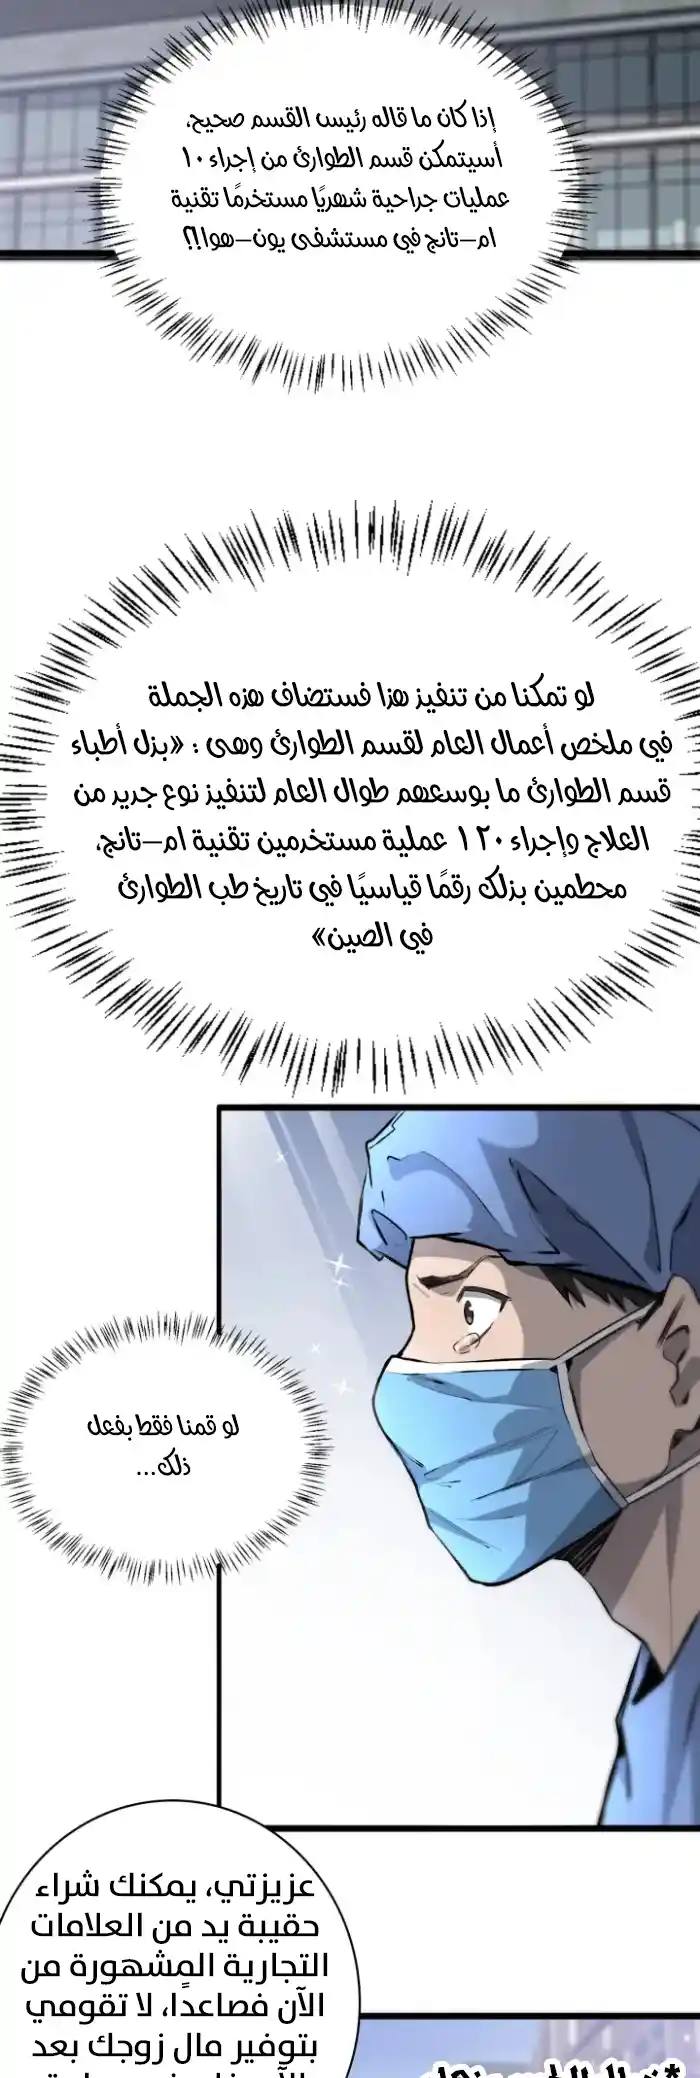 إذا كان ما قاله رئيس القسم صحيح،
أسيتمكن قسم الطوارئ من إجراء ١٠
عمليات جراحية شهريًا مستخدمًا تقنية
ام-تانج في مستشفى يون-هوا؟!
لو تمكنا من تنفيذ هذا فستضاف هذه الجملة
في ملخص أعمال العام لقسم الطوارئ وهى : «بذل أطباء
قسم الطوارئ ما بوسعهم طوال العام لتنفيذ نوع جديد من
العلاج وإجراء ١٢٠ عملية مستخدمين تقنية ام-تانج،
محطمين بذلك رقمًا قياسيًا في تاريخ طب الطوارئ
في الصين»
لو قمنا فقط بفعل
ذلك...
عزيزتي، يمكنك شراء
حقيبة يد من العلامات
التجارية المشهورة من
الآن فصاعدًا، لا تقومي
بتوفير مال زوجك بعد